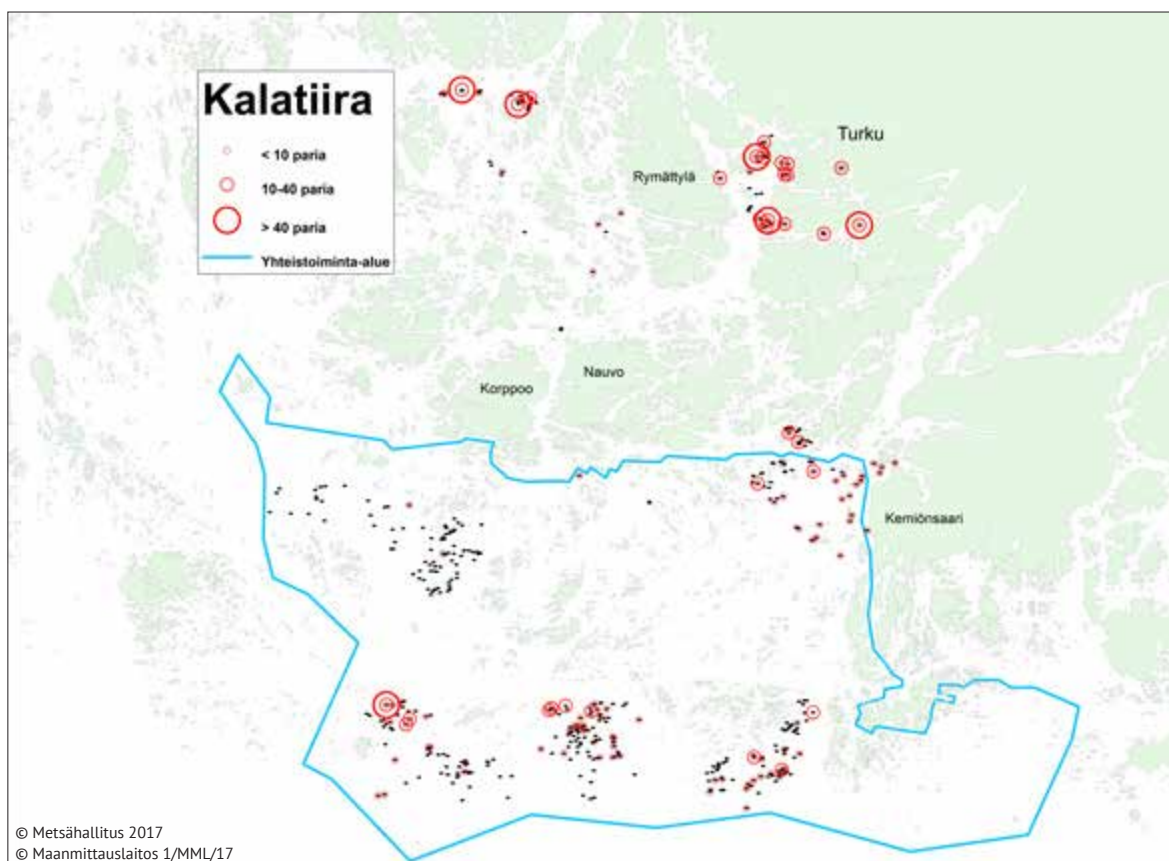 Kalatiira
< 10 paria
10-40 paria
> 40 paria
Yhteistoiminta-alue
Turku
Rymättylä
Nauvo
Korppoo
Kemiönsaari
© Metsähallitus 2017
© Maanmittauslaitos 1/MML/17